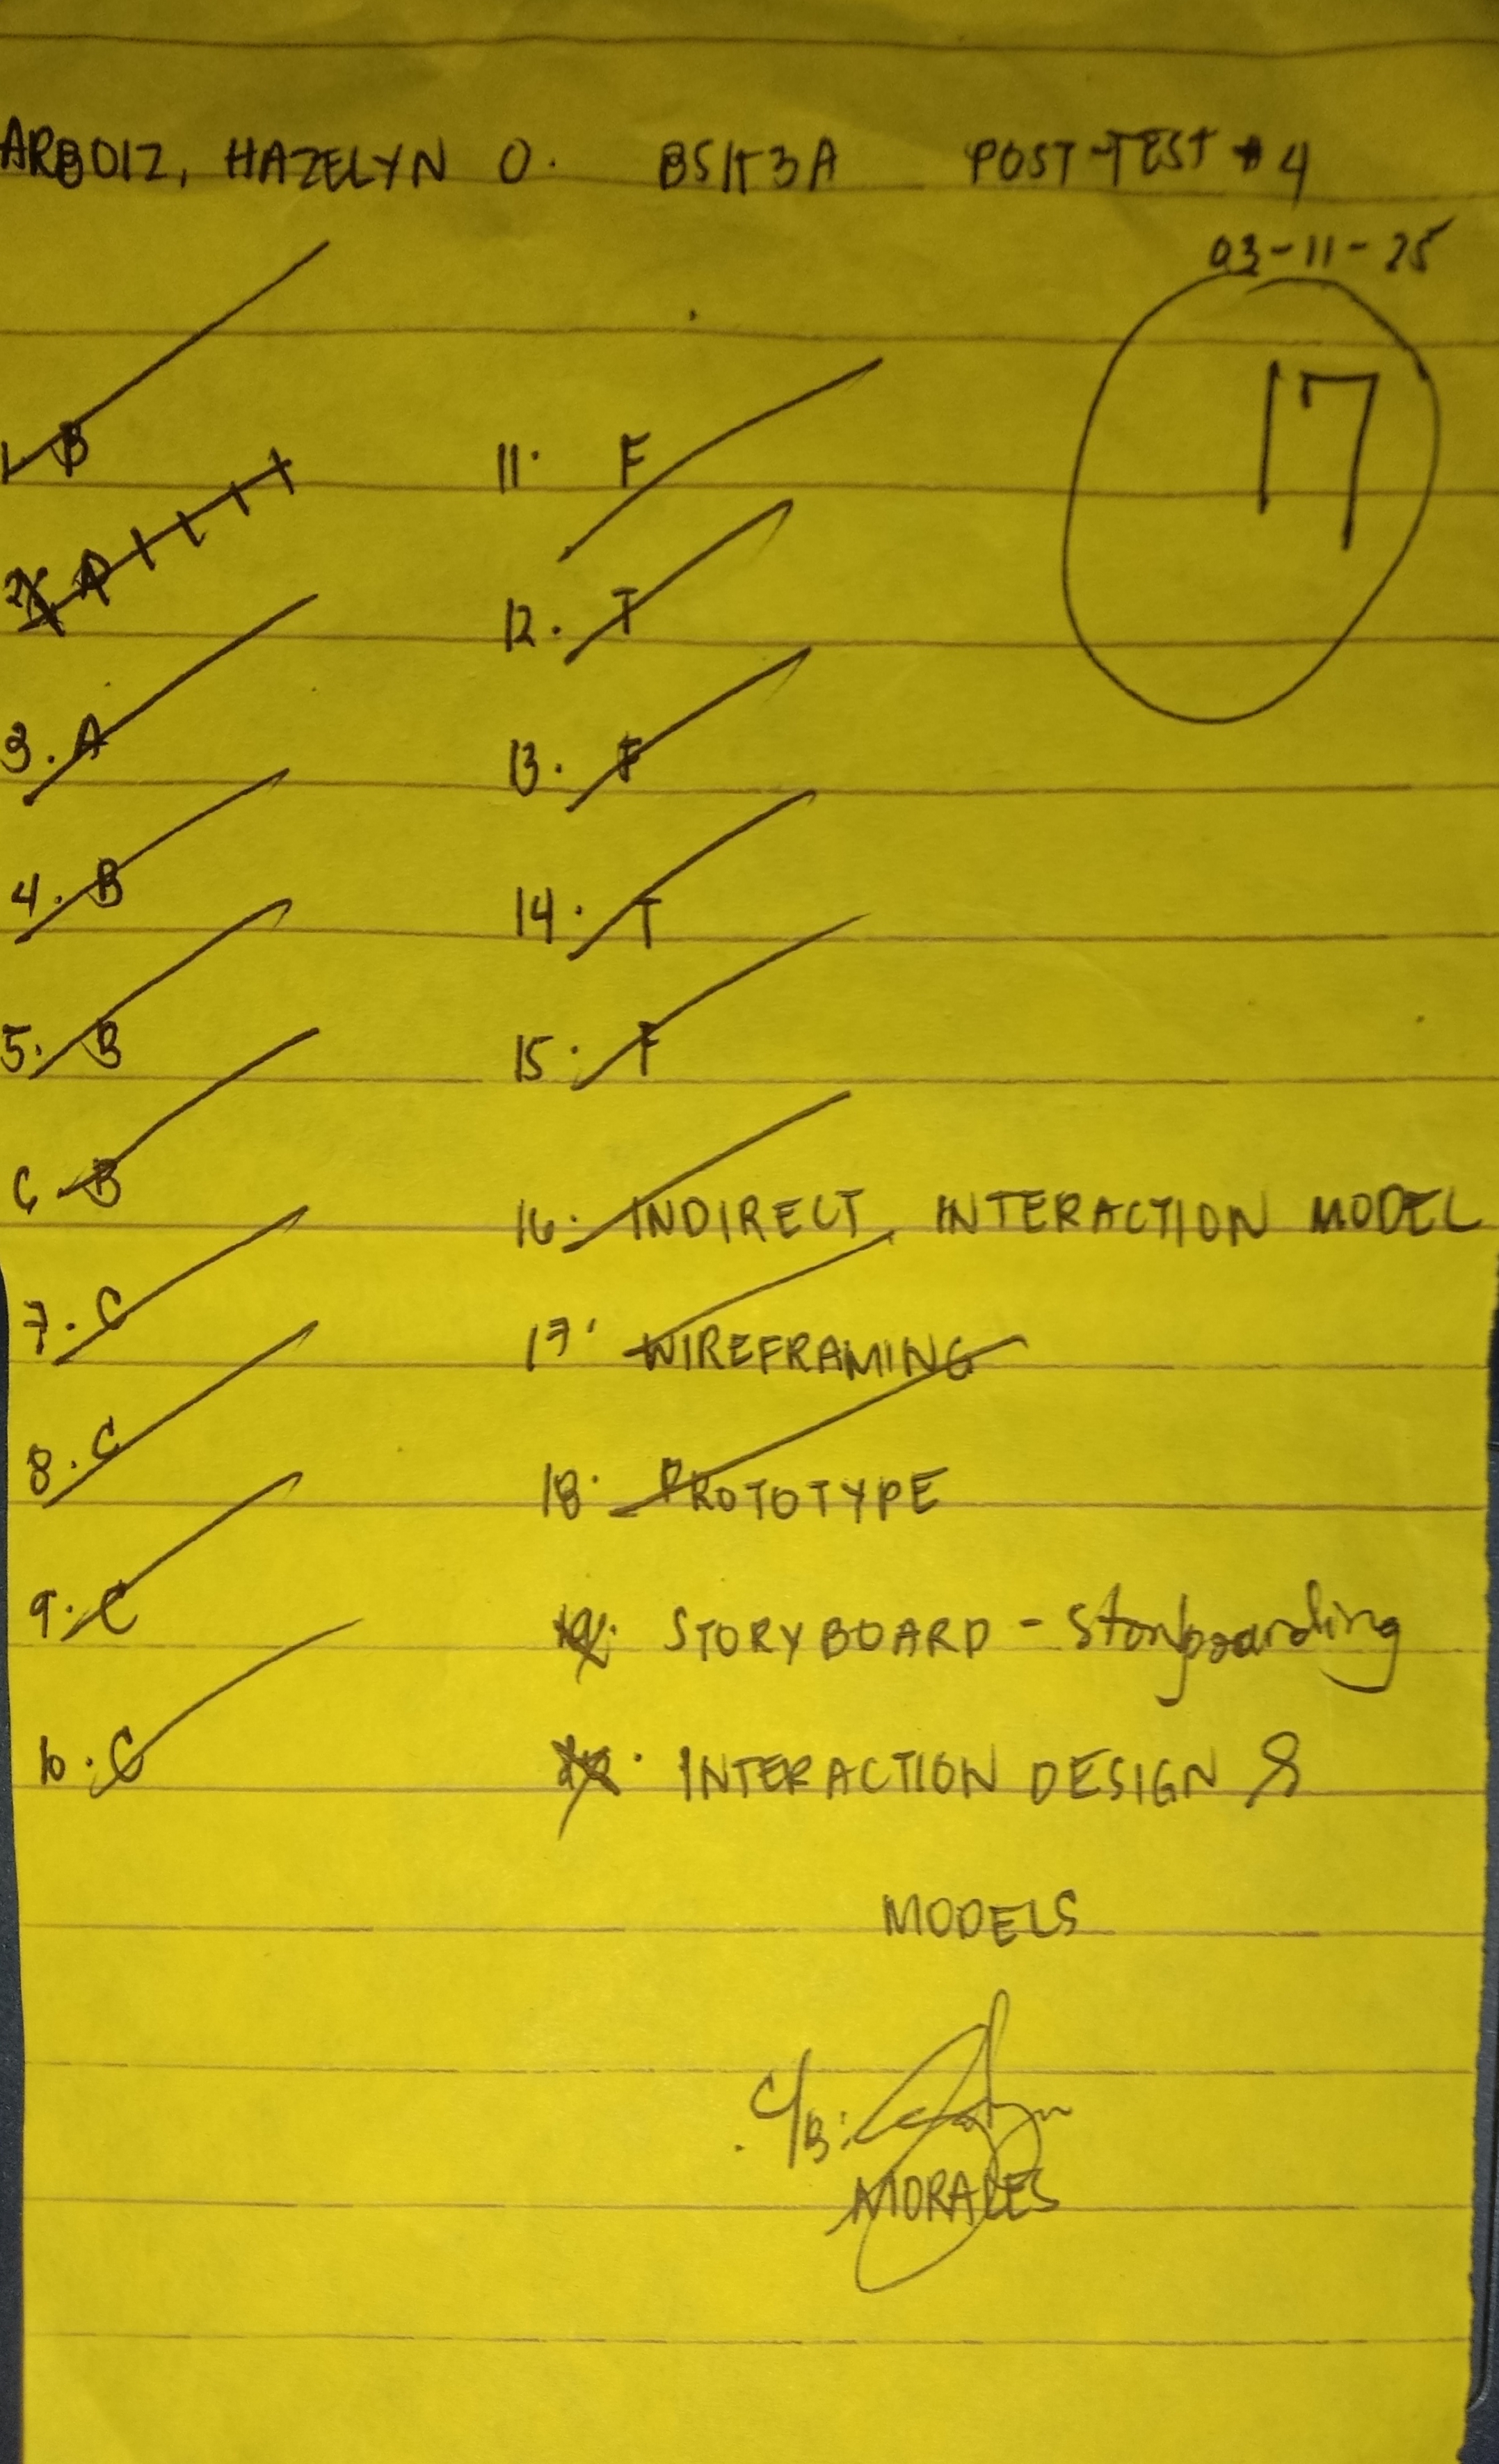 ARBOIZ, HAZELYN O. BSIT3A POST-TEST #4
03-11-25
17
1. B
2. A
3. A
4. B
5. B
6. B
7. C
8. C
9. C
10. C
11. F
12. T
13. F
14. T
15. F
16. INDIRECT INTERACTION MODEL
17. WIREFRAMING
18. PROTOTYPE
19. STORYBOARD - Storyboarding
20. INTERACTION DESIGN &
MODELS
C/B:
MORALES